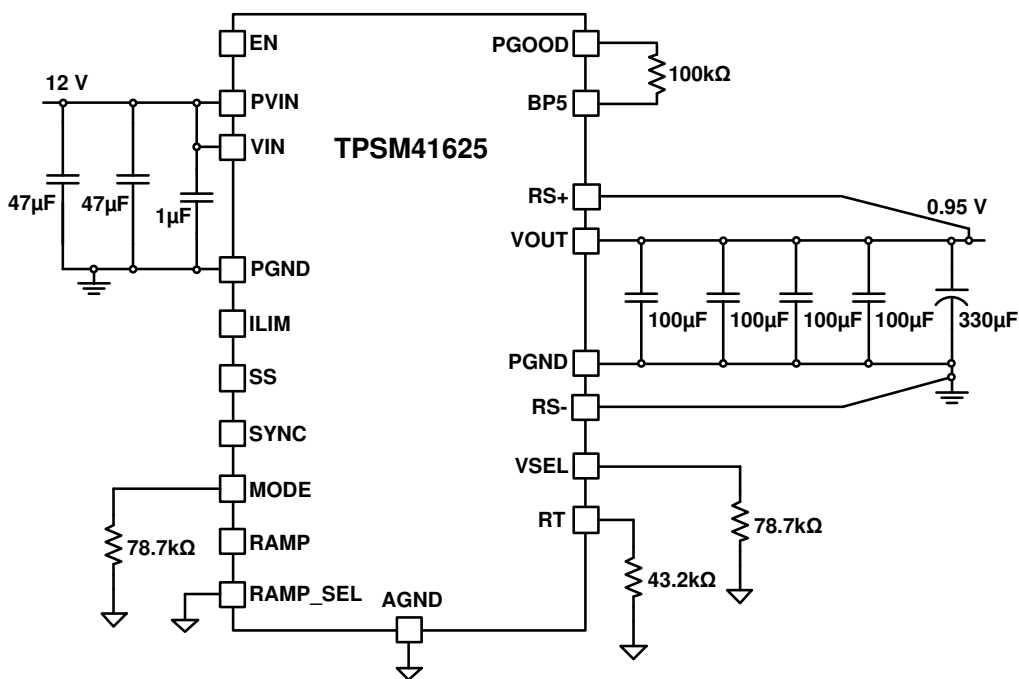 EN
PGOOD
100kΩ
12 V
PVIN
BP5
VIN
TPSM41625
47µF
47µF
1µF
RS+
0.95 V
VOUT
PGND
100µF
100µF
100µF
100µF
330µF
ILIM
PGND
SS
RS-
SYNC
VSEL
MODE
RT
78.7kΩ
78.7kΩ
RAMP
43.2kΩ
RAMP_SEL
AGND